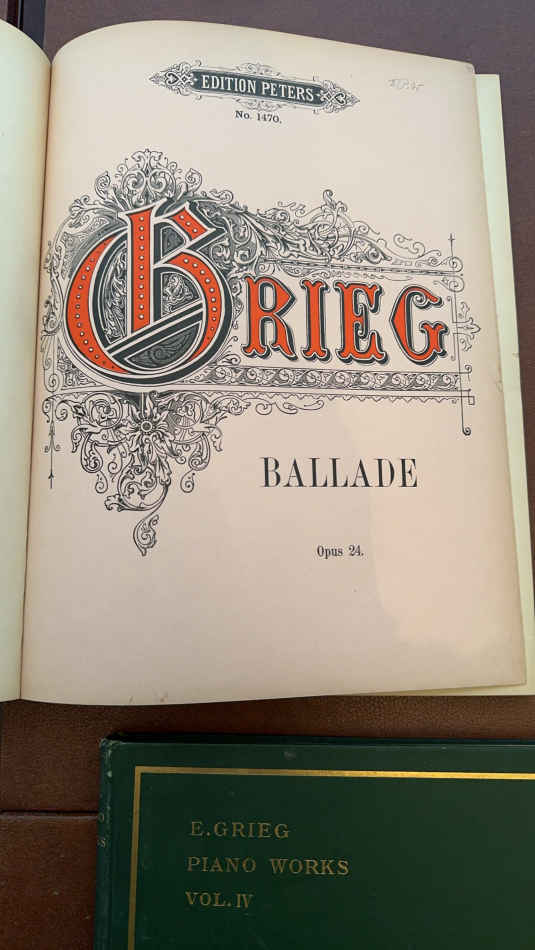 EDITION PETERS
No. 1470.
GRIEG
BALLADE
Opus 24.
E.GRIEG
PIANO WORKS
VOL. IV